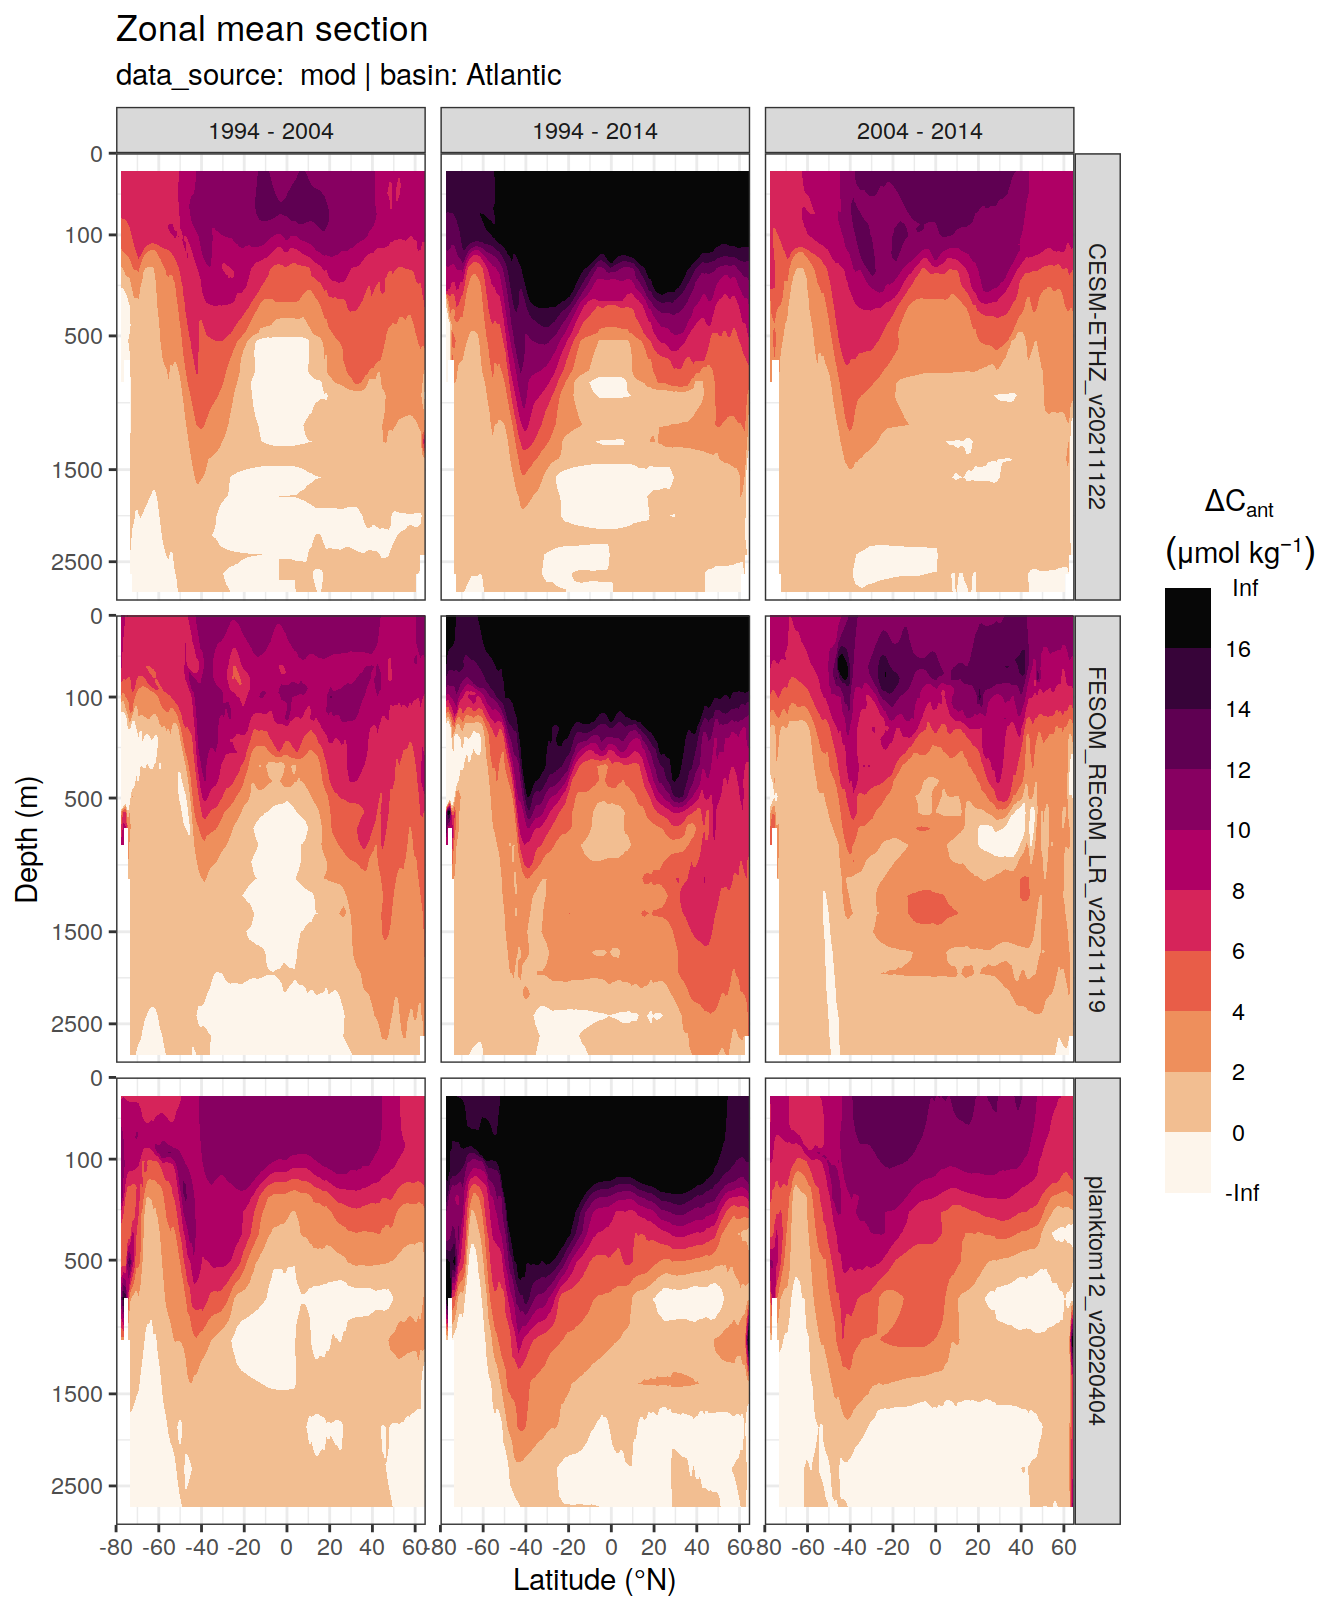 Zonal mean section
data_source:  mod | basin: Atlantic
1994 - 2004
1994 - 2014
2004 - 2014
0
100
500
1500
2500
CESM-ETHZ_v20211122
0
100
500
1500
2500
FESOM_REcoM_LR_v20211119
0
100
500
1500
2500
planktom12_v20220404
Depth (m)
-80 -60 -40 -20 0 20 40 60
-80 -60 -40 -20 0 20 40 60
-80 -60 -40 -20 0 20 40 60
Latitude (°N)
ΔCant
(µmol kg⁻¹)
Inf
16
14
12
10
8
6
4
2
0
-Inf